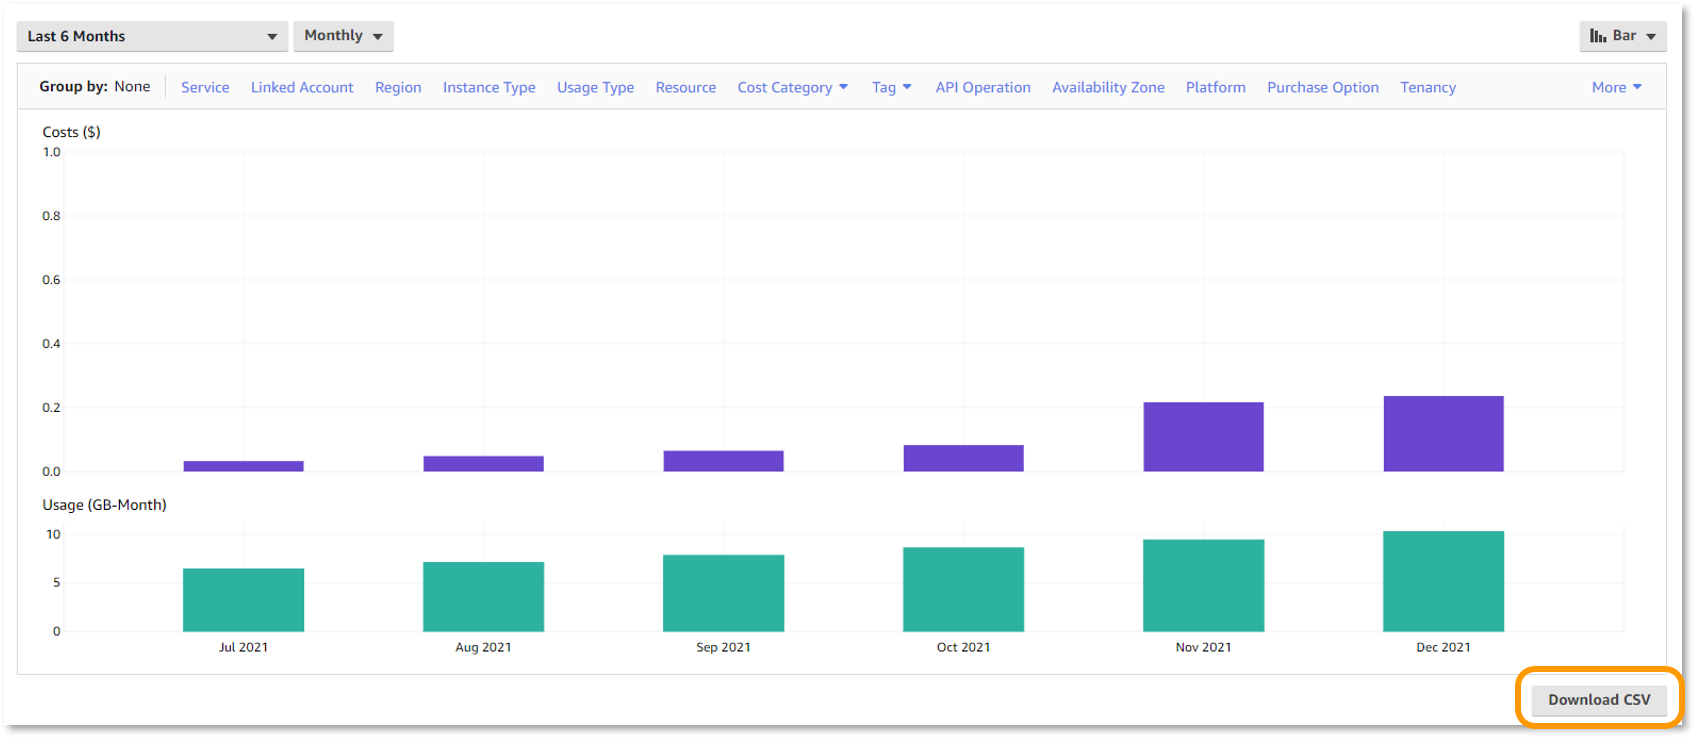 Last 6 Months Monthly Bar
Group by: None Service Linked Account Region Instance Type Usage Type Resource Cost Category Tag API Operation Availability Zone Platform Purchase Option Tenancy More
Costs ($)
1.0
0.8
0.6
0.4
0.2
0.0
Usage (GB-Month)
10
5
0
Jul 2021 Aug 2021 Sep 2021 Oct 2021 Nov 2021 Dec 2021
Download CSV